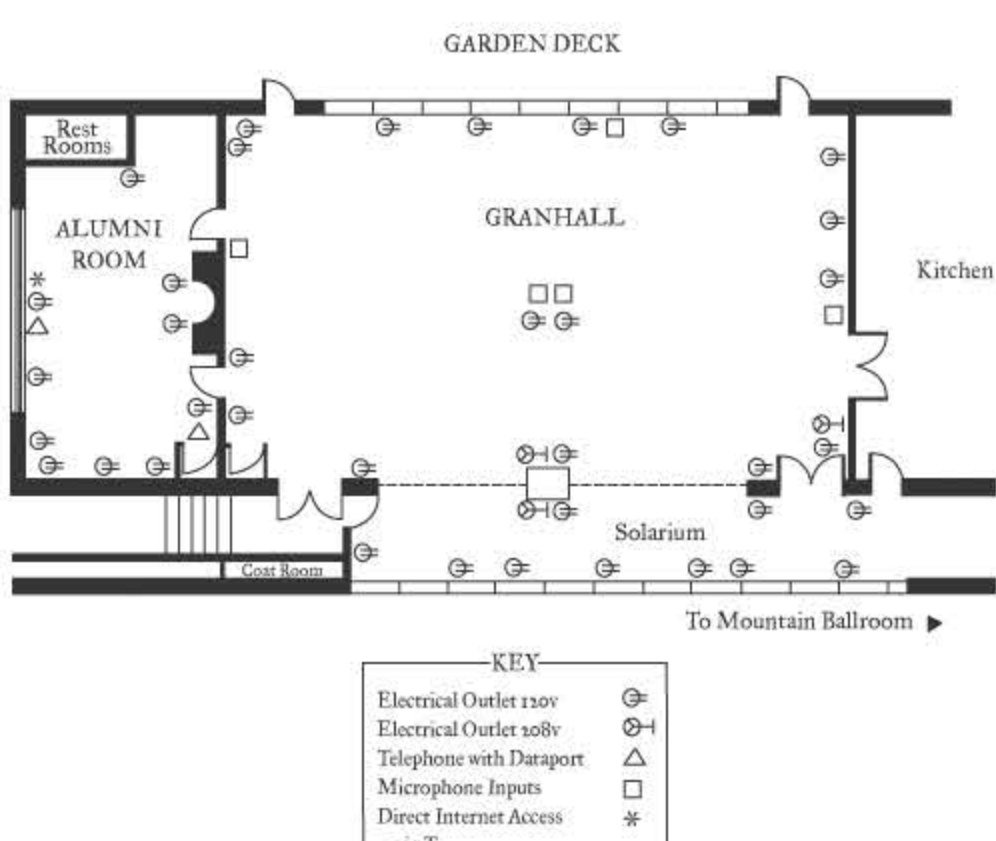 GARDEN DECK
Rest
Rooms
ALUMNI
ROOM
GRANHALL
Kitchen
Solarium
Coat Room
To Mountain Ballroom
KEY
Electrical Outlet 120v
Electrical Outlet 208v
Telephone with Dataport
Microphone Inputs
Direct Internet Access